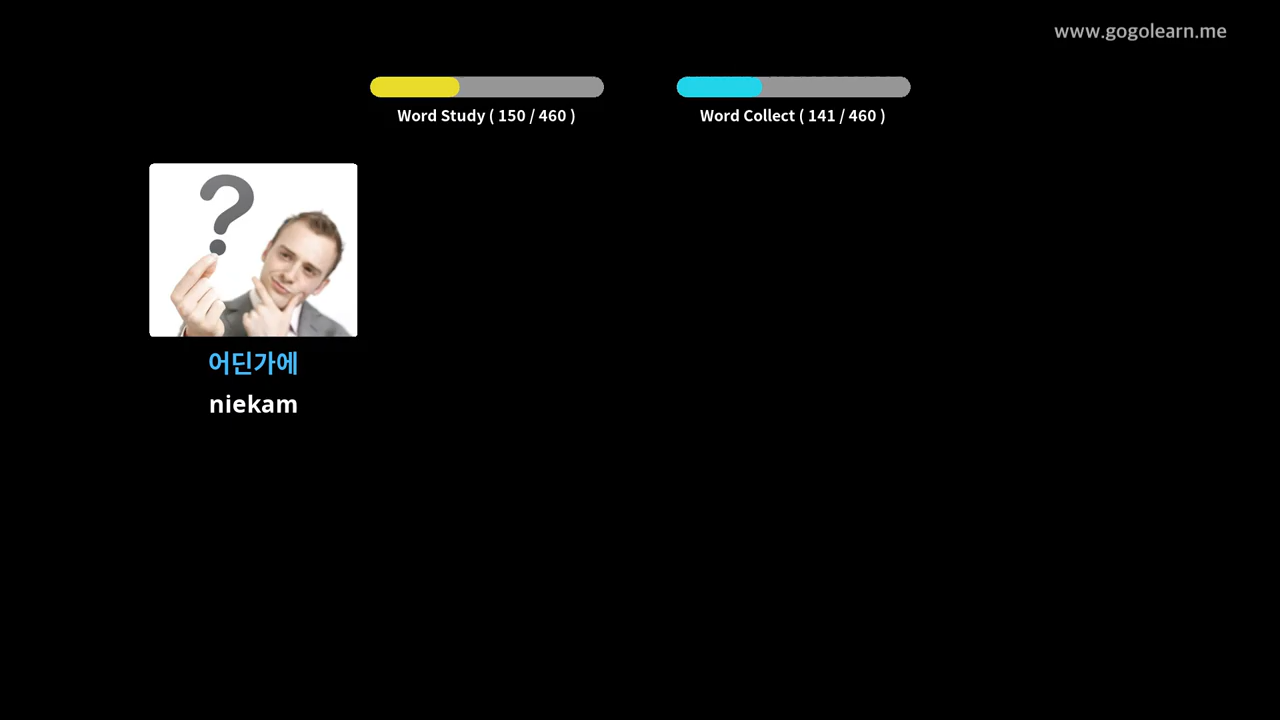 www.gogolearn.me
Word Study ( 150 / 460 )
Word Collect ( 141 / 460 )
?
어딘가에
niekam